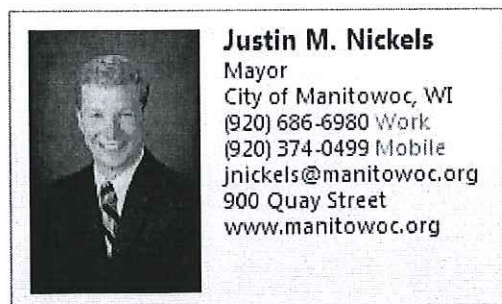 Justin M. Nickels
Mayor
City of Manitowoc, WI
(920) 686-6980 Work
(920) 374-0499 Mobile
jnickels@manitowoc.org
900 Quay Street
www.manitowoc.org